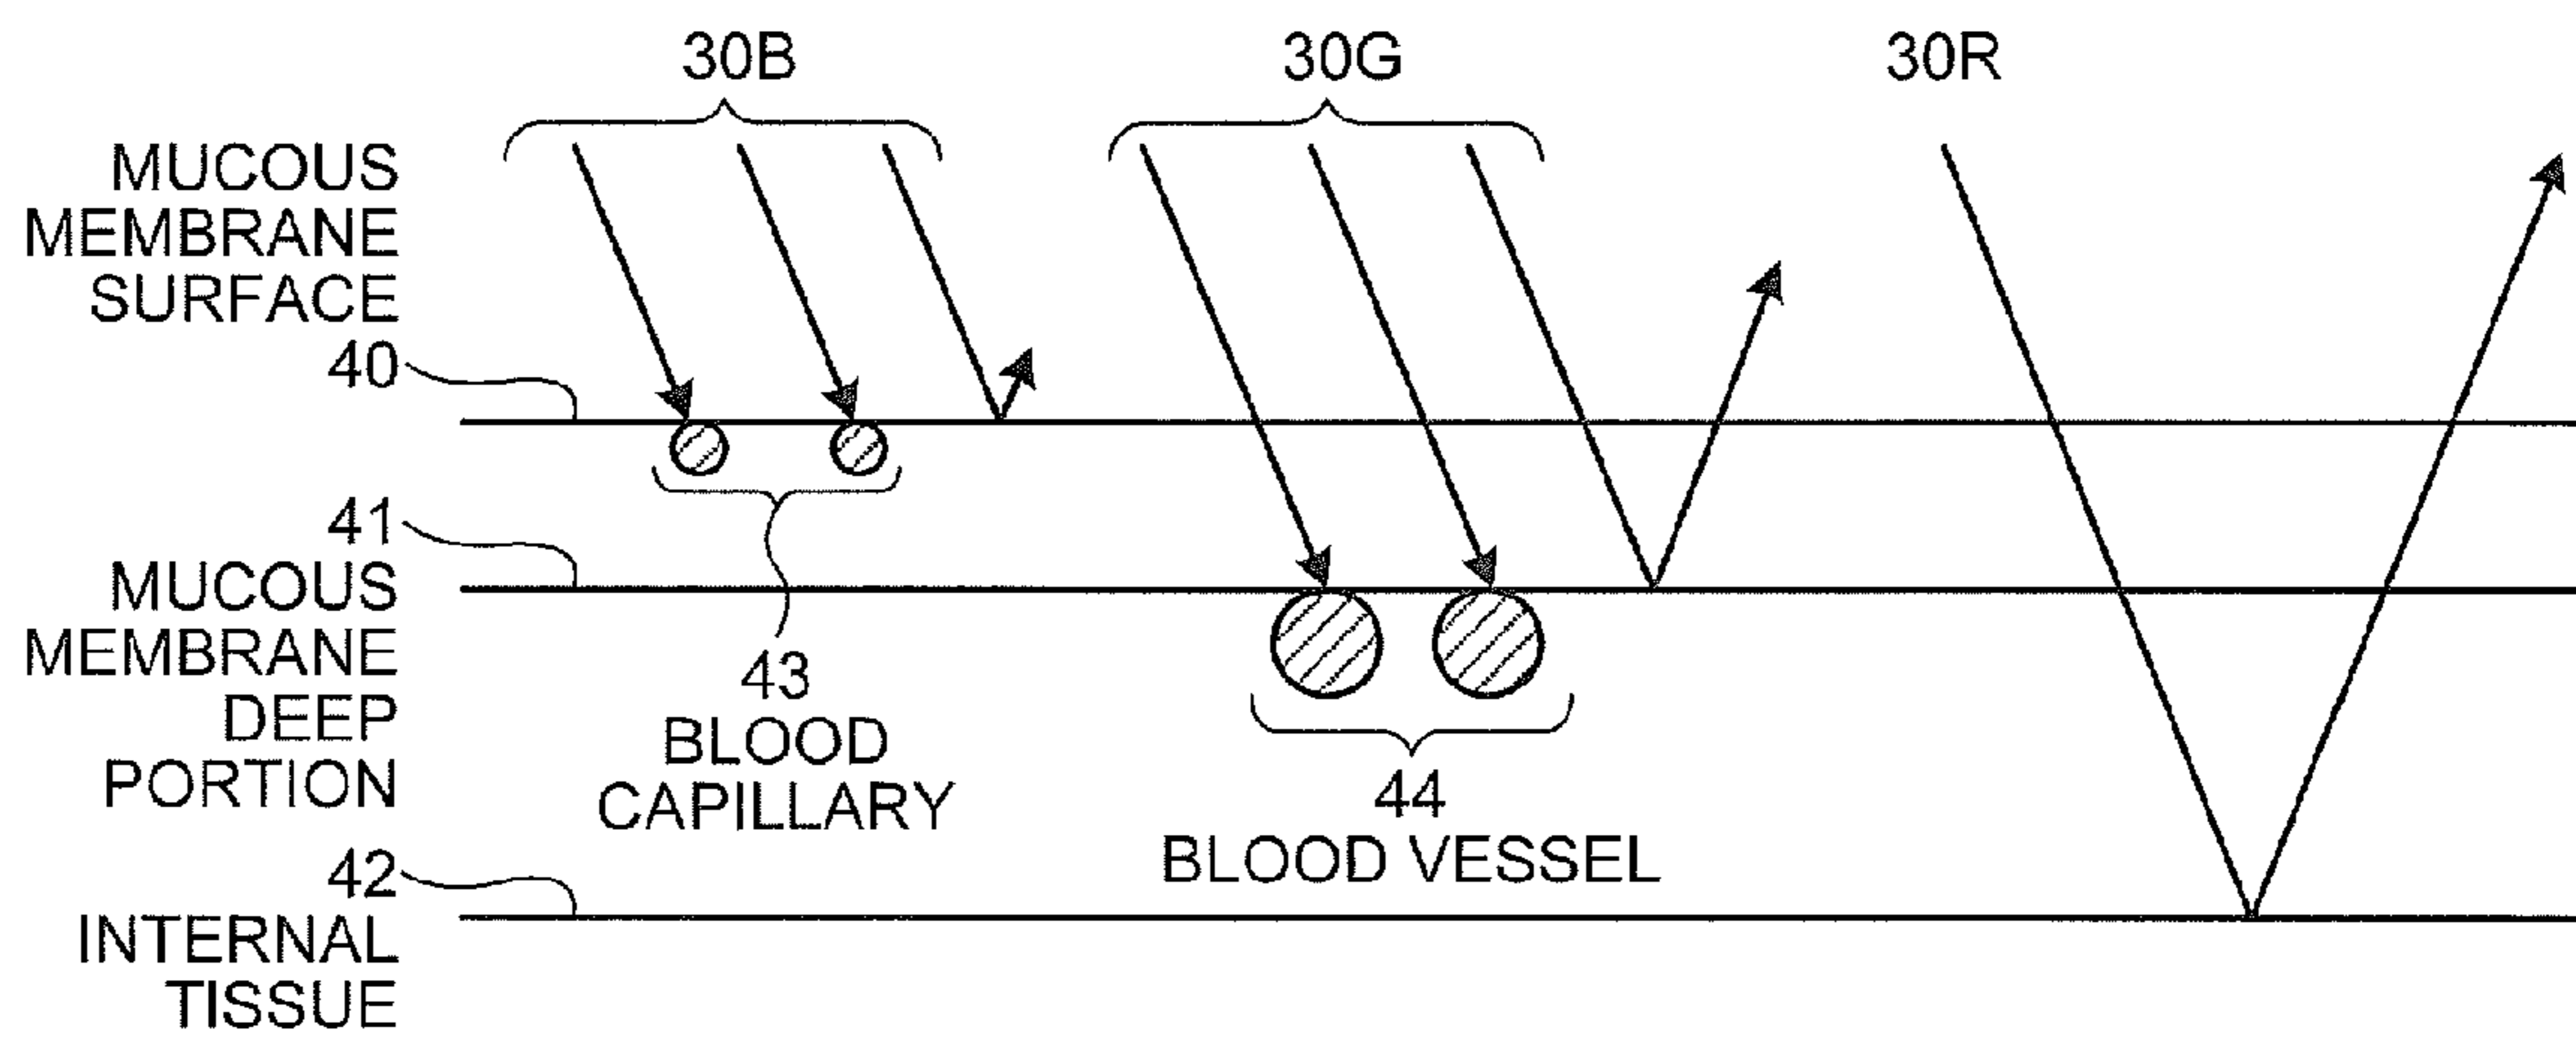 30B
30G
30R
MUCOUS
MEMBRANE
SURFACE
40
41
MUCOUS
MEMBRANE
DEEP
PORTION
43
BLOOD
CAPILLARY
44
BLOOD VESSEL
42
INTERNAL
TISSUE